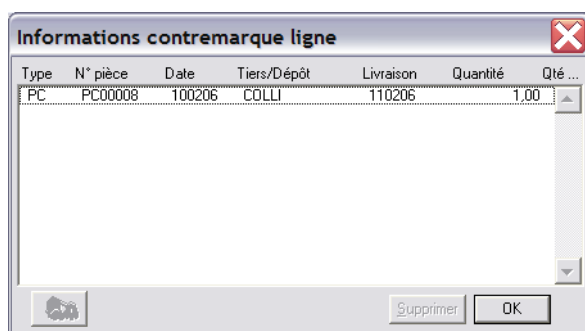 Informations contremarque ligne
Type N° pièce Date Tiers/Dépôt Livraison Quantité Qté ...
PC PC00008 100206 COLLI 110206 1,00
Supprimer OK